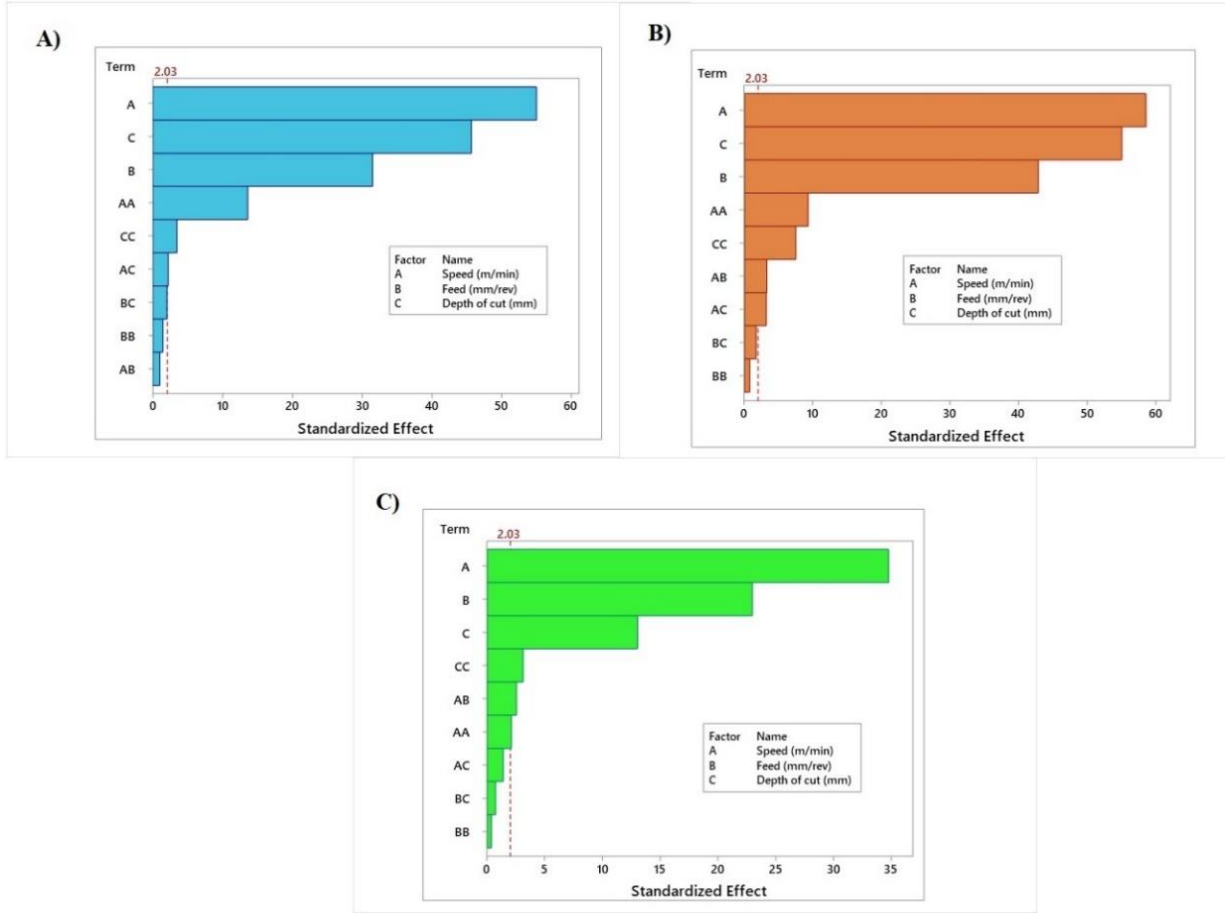 A)
Term
2.03
A
C
B
AA
CC
AC
BC
BB
AB
Factor Name
A Speed (m/min)
B Feed (mm/rev)
C Depth of cut (mm)
0 10 20 30 40 50 60
Standardized Effect
B)
Term
2.03
A
C
B
AA
CC
AB
AC
BC
BB
Factor Name
A Speed (m/min)
B Feed (mm/rev)
C Depth of cut (mm)
0 10 20 30 40 50 60
Standardized Effect
C)
Term
2.03
A
B
C
CC
AB
AA
AC
BC
BB
Factor Name
A Speed (m/min)
B Feed (mm/rev)
C Depth of cut (mm)
0 5 10 15 20 25 30 35
Standardized Effect